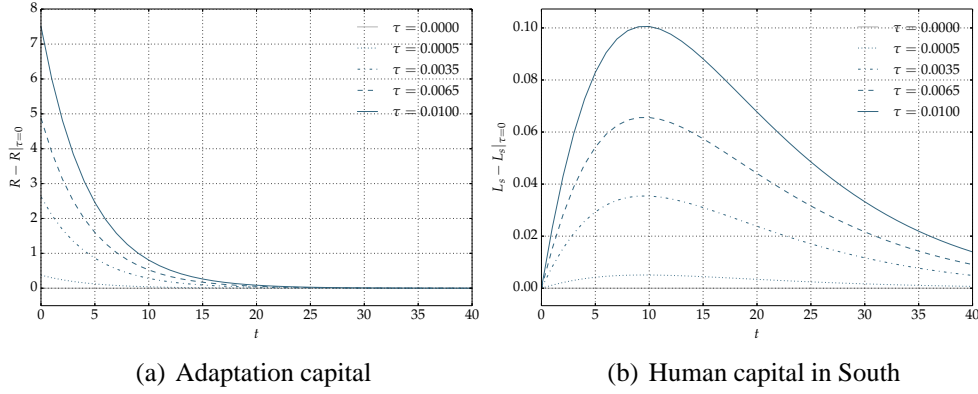 8
7
6
5
4
3
2
1
0
R − R|τ=0
0 5 10 15 20 25 30 35 40
t
τ = 0.0000
τ = 0.0005
τ = 0.0035
τ = 0.0065
τ = 0.0100
(a) Adaptation capital
0.10
0.08
0.06
0.04
0.02
0.00
Ls − Ls|τ=0
0 5 10 15 20 25 30 35 40
t
τ = 0.0000
τ = 0.0005
τ = 0.0035
τ = 0.0065
τ = 0.0100
(b) Human capital in South